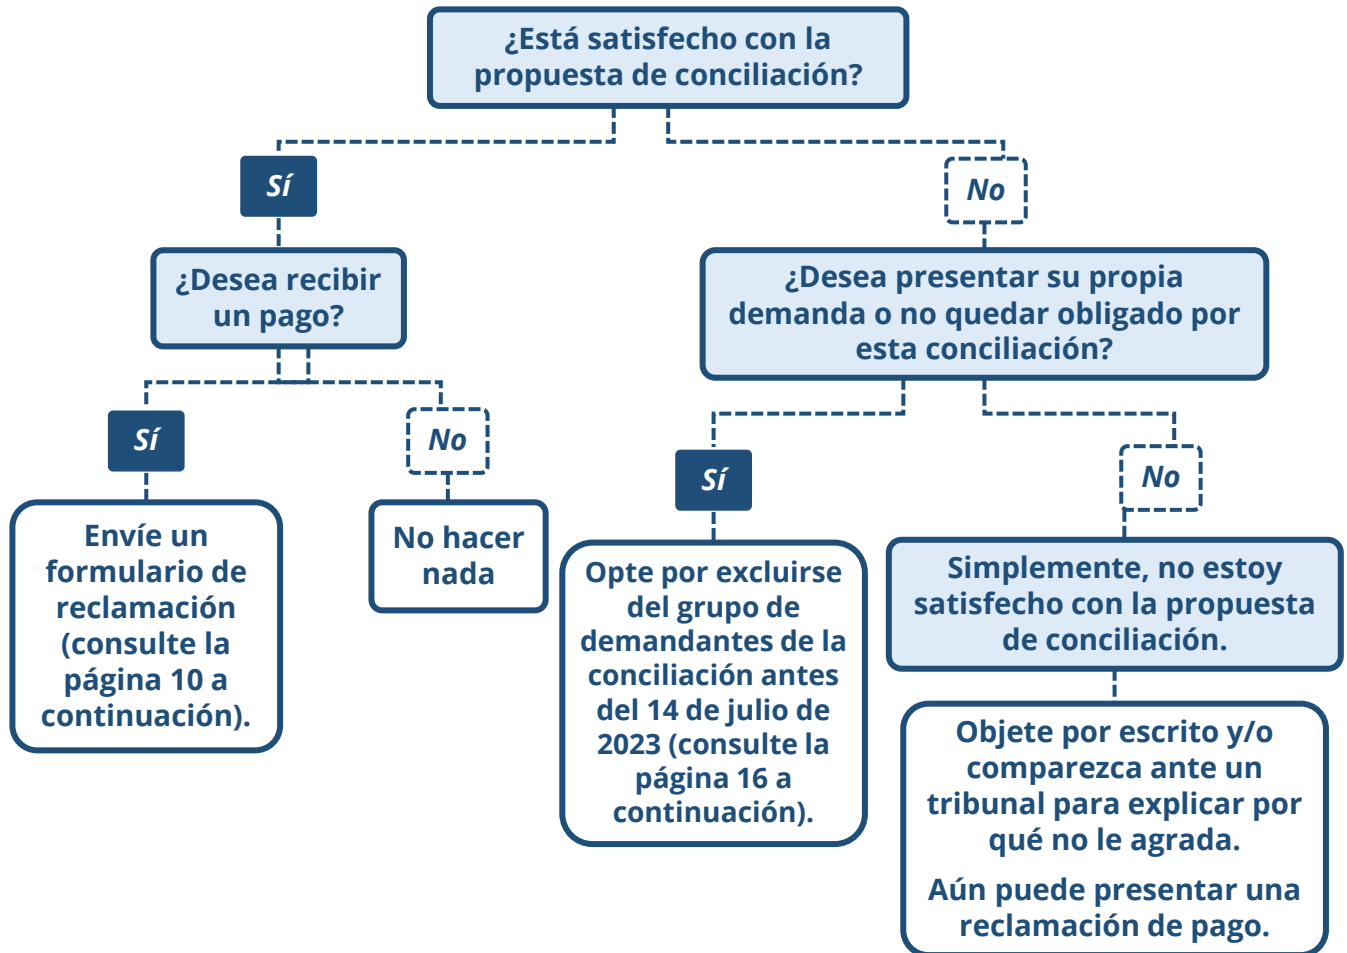 ¿Está satisfecho con la
propuesta de conciliación?
Sí
No
¿Desea recibir
un pago?
¿Desea presentar su propia
demanda o no quedar obligado por
esta conciliación?
Sí
No
Sí
No
Envíe un
formulario de
reclamación
(consulte la
página 10 a
continuación).
No hacer
nada
Opte por excluirse
del grupo de
demandantes de la
conciliación antes
del 14 de julio de
2023 (consulte la
página 16 a
continuación).
Simplemente, no estoy
satisfecho con la propuesta
de conciliación.
Objete por escrito y/o
comparezca ante un
tribunal para explicar por
qué no le agrada.
Aún puede presentar una
reclamación de pago.